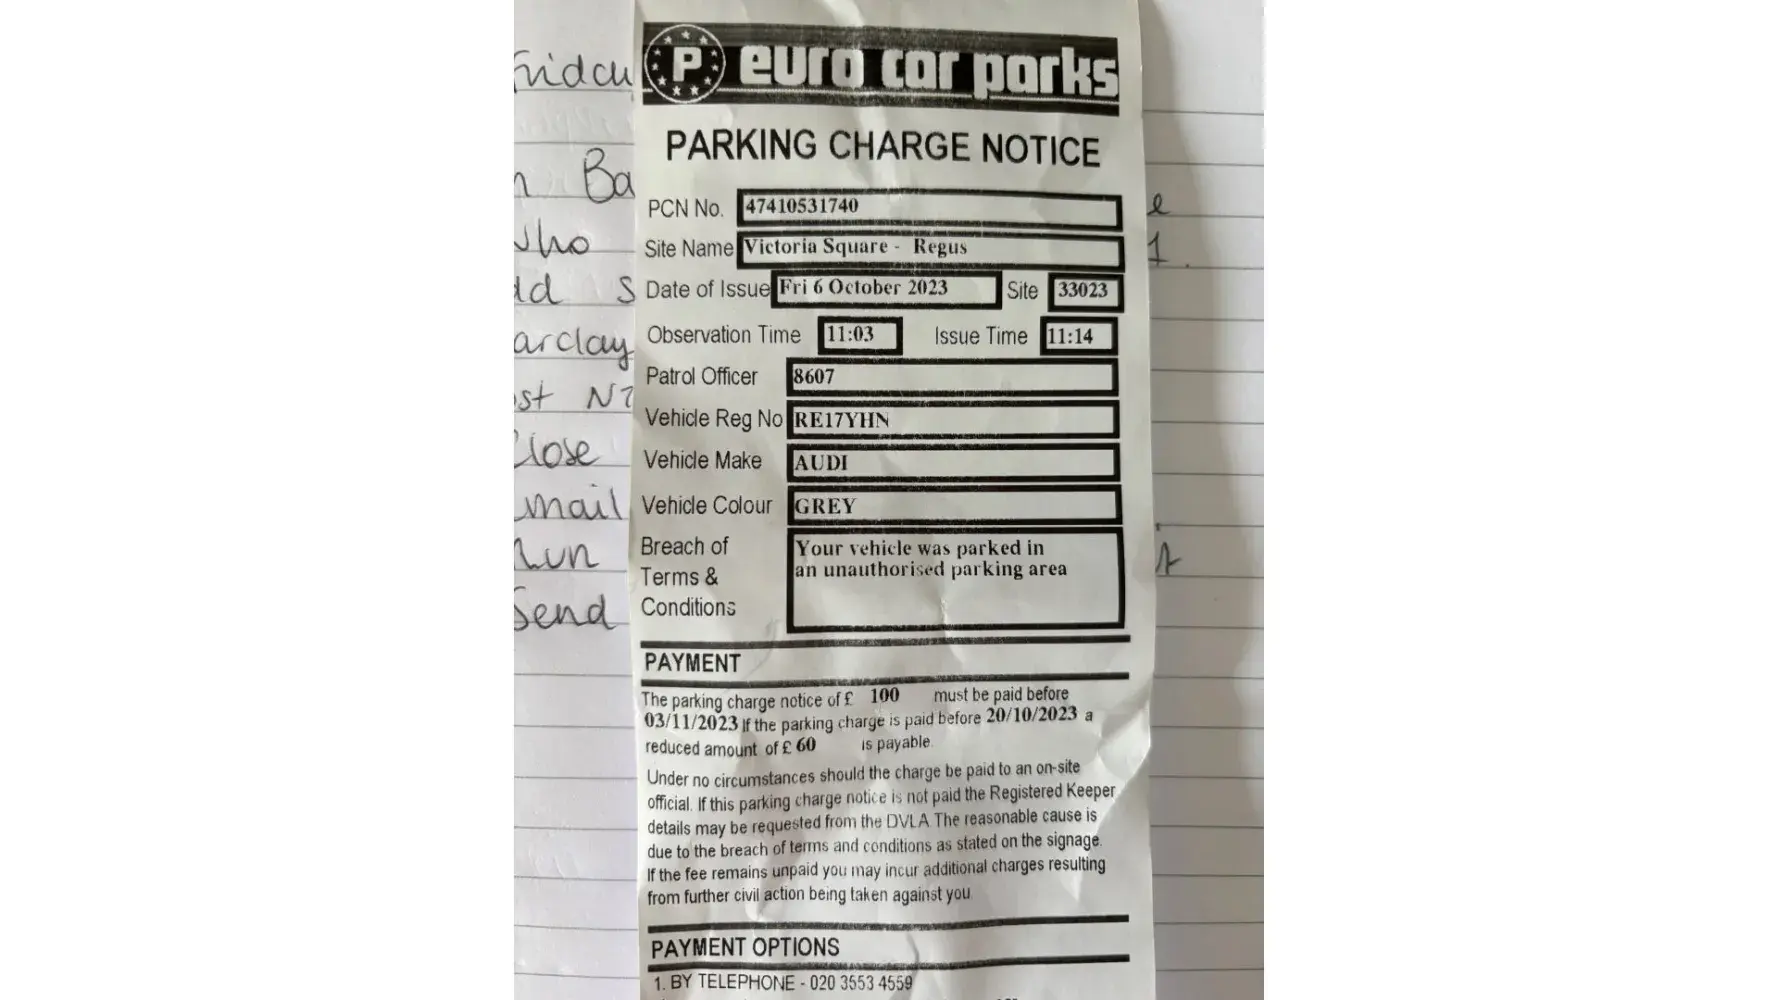 P euro car parks
PARKING CHARGE NOTICE
PCN No. 47410531740
Site Name Victoria Square - Regus
Date of Issue Fri 6 October 2023 Site 33023
Observation Time 11:03 Issue Time 11:14
Patrol Officer 8607
Vehicle Reg No RE17YHN
Vehicle Make AUDI
Vehicle Colour GREY
Breach of Terms & Conditions
Your vehicle was parked in
an unauthorised parking area
PAYMENT
The parking charge notice of £ 100 must be paid before
03/11/2023 If the parking charge is paid before 20/10/2023 a
reduced amount of £ 60 is payable.
Under no circumstances should the charge be paid to an on-site
official. If this parking charge notice is not paid the Registered Keeper
details may be requested from the DVLA. The reasonable cause is
due to the breach of terms and conditions as stated on the signage.
If the fee remains unpaid you may incur additional charges resulting
from further civil action being taken against you.
PAYMENT OPTIONS
1. BY TELEPHONE - 020 3553 4559
Ba
st
Send